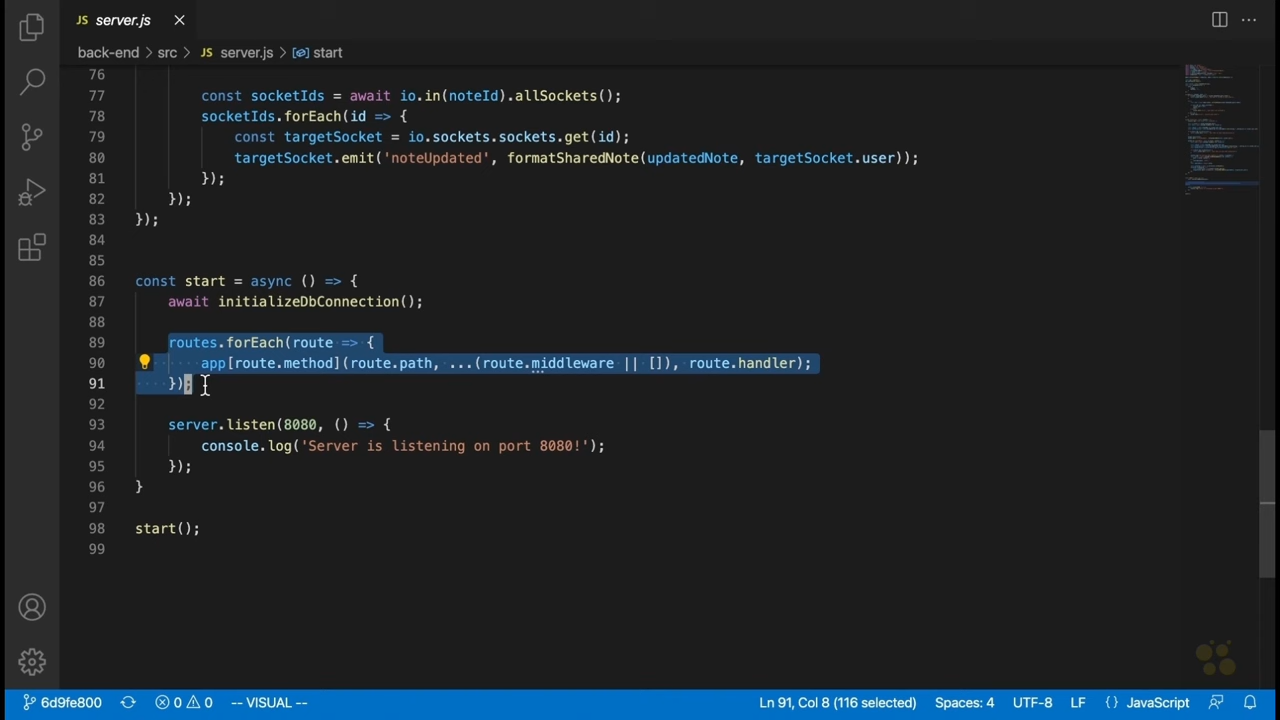 JS server.js
back-end > src > JS server.js > start
76
77 const socketIds = await io.in(noteId).allSockets();
78 socketIds.forEach(id => {
79 const targetSocket = io.sockets.sockets.get(id);
80 targetSocket.emit('noteUpdated', formatSharedNote(updatedNote, targetSocket.user));
81 });
82 });
83 });
84
85
86 const start = async () => {
87 await initializeDbConnection();
88
89 routes.forEach(route => {
90 app[route.method](route.path, ...(route.middleware || []), route.handler);
91 });
92
93 server.listen(8080, () => {
94 console.log('Server is listening on port 8080!');
95 });
96 }
97
98 start();
99
6d9fe800 0 0 -- VISUAL -- Ln 91, Col 8 (116 selected) Spaces: 4 UTF-8 LF {} JavaScript